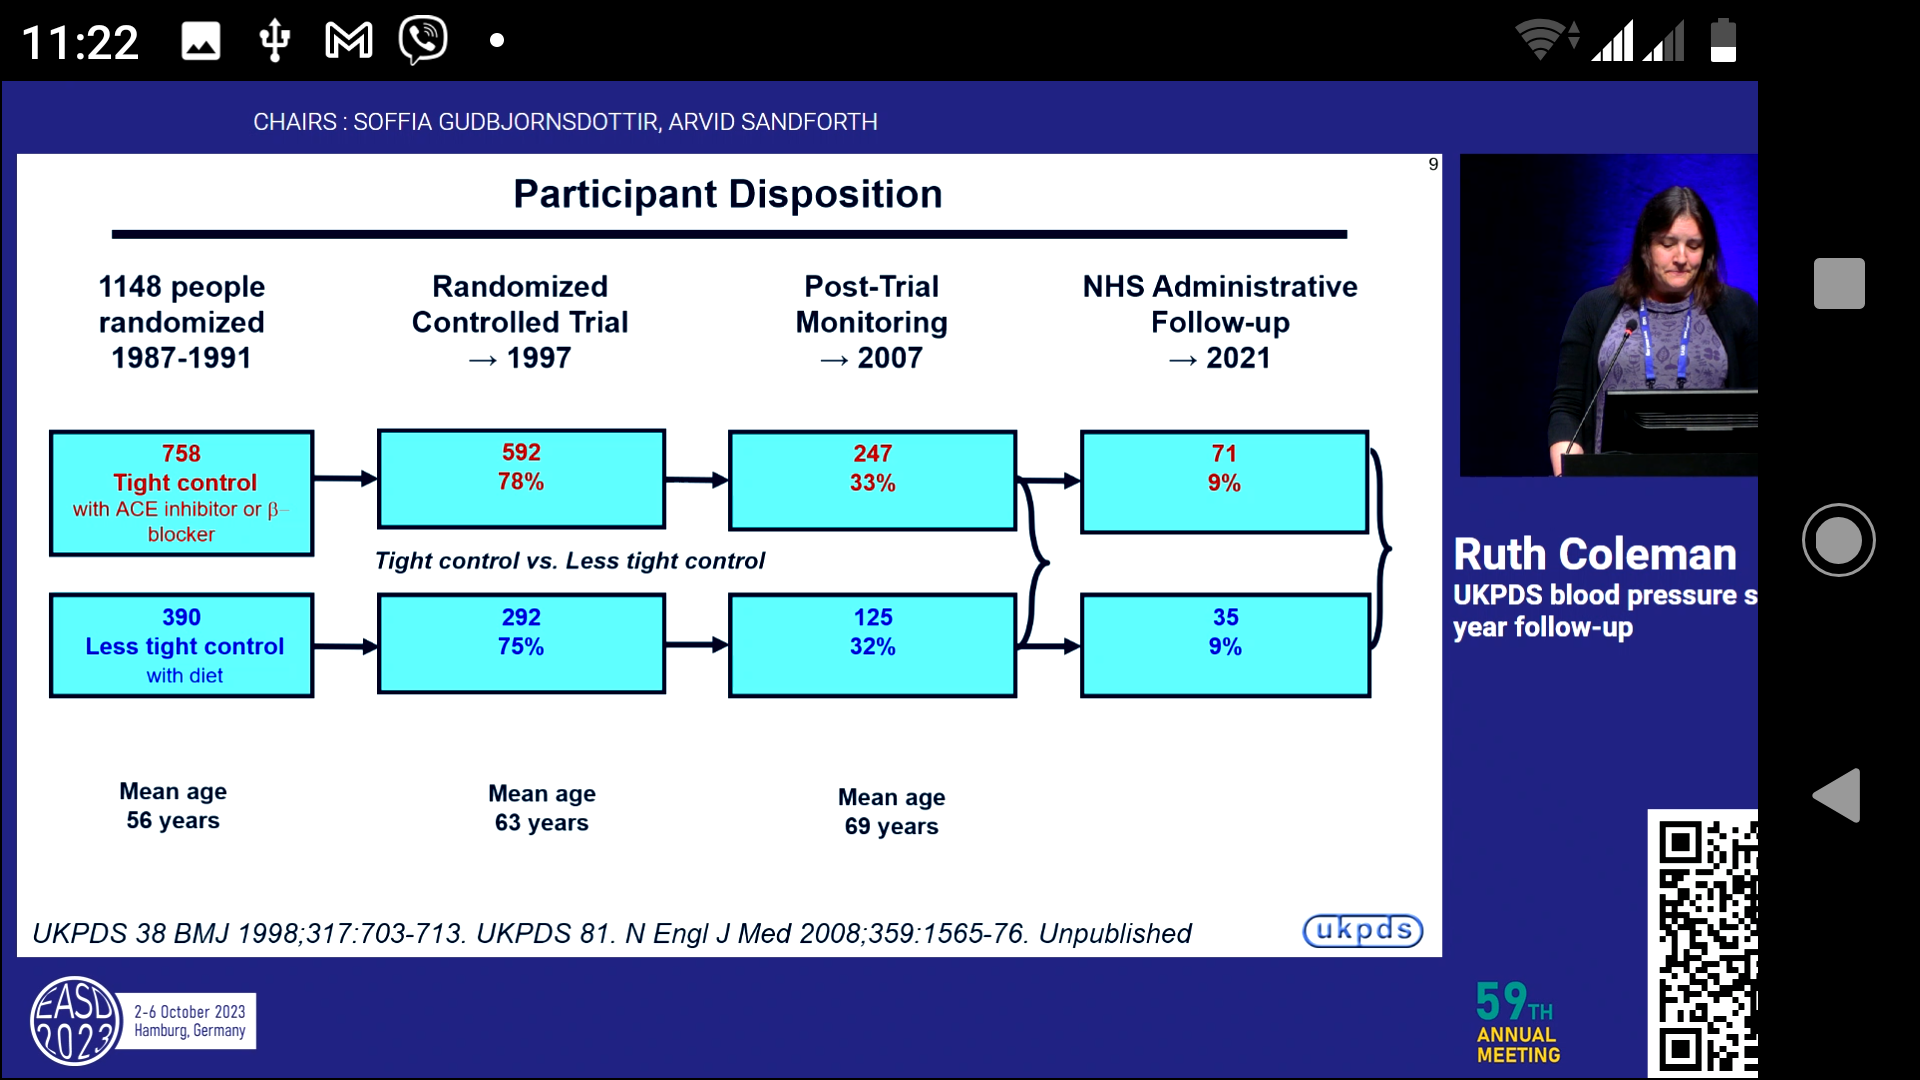 11:22
CHAIRS : SOFFIA GUDBJORNSDOTTIR, ARVID SANDFORTH
9
Participant Disposition
1148 people
randomized
1987-1991
Randomized
Controlled Trial
→ 1997
Post-Trial
Monitoring
→ 2007
NHS Administrative
Follow-up
→ 2021
758
Tight control
with ACE inhibitor or β–
blocker
592
78%
247
33%
71
9%
Tight control vs. Less tight control
390
Less tight control
with diet
292
75%
125
32%
35
9%
Mean age
56 years
Mean age
63 years
Mean age
69 years
UKPDS 38 BMJ 1998;317:703-713. UKPDS 81. N Engl J Med 2008;359:1565-76. Unpublished
ukpds
Ruth Coleman
UKPDS blood pressure s
year follow-up
EASD
2023
2-6 October 2023
Hamburg, Germany
59TH
ANNUAL
MEETING